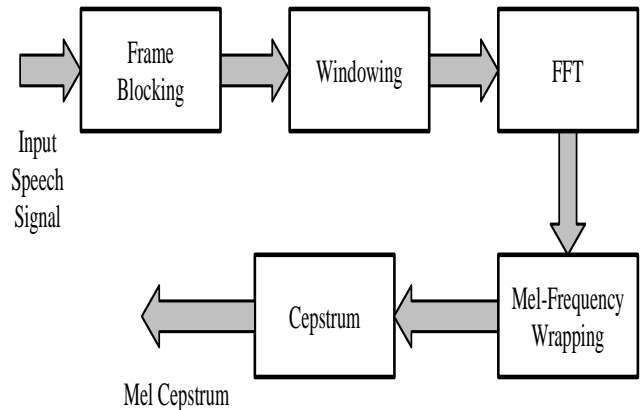 Frame
Blocking
Windowing
FFT
Input
Speech
Signal
Mel-Frequency
Wrapping
Cepstrum
Mel Cepstrum